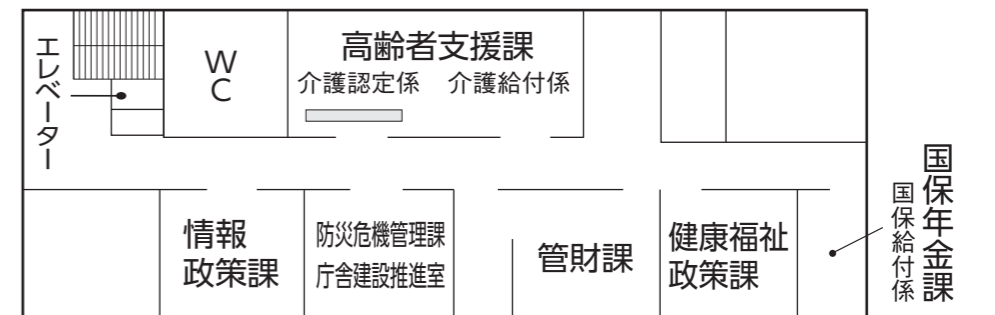 エレベーター
WC
高齢者支援課
介護認定係 介護給付係
情報
政策課
防災危機管理課
庁舎建設推進室
管財課
健康福祉
政策課
国保年金課
国保給付係